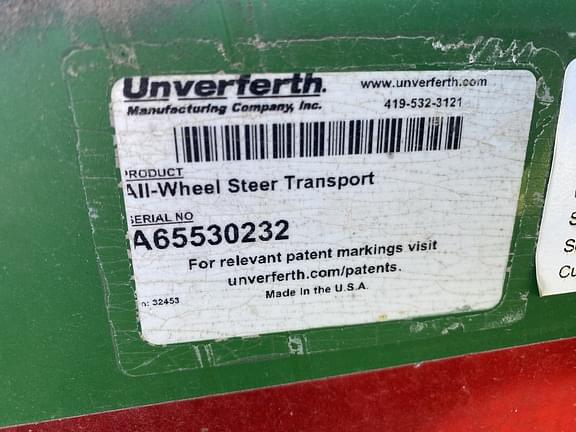 Unverferth.
www.unverferth.com
Manufacturing Company, Inc.
419-532-3121
PRODUCT
All-Wheel Steer Transport
SERIAL NO
A65530232
For relevant patent markings visit
unverferth.com/patents.
Made in the U.S.A.
n: 32453
S
S
Cu